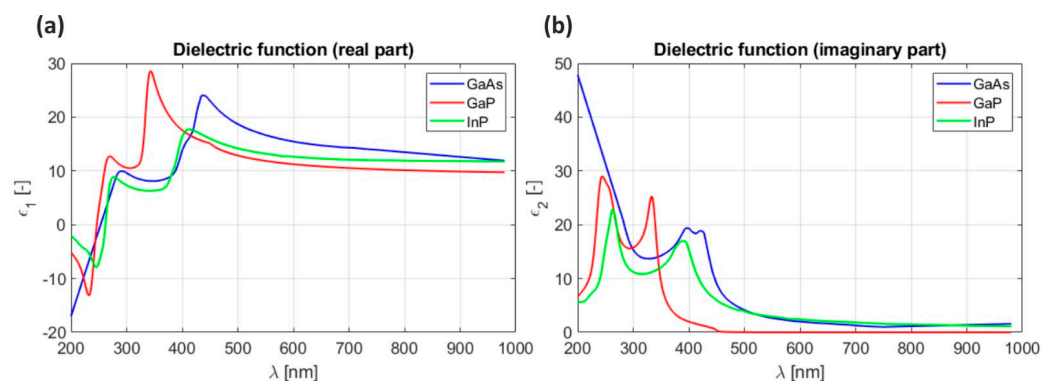 (a)
Dielectric function (real part)
30
20
10
0
-10
-20
ϵ1 [-]
200 300 400 500 600 700 800 900 1000
λ [nm]
GaAs
GaP
InP
(b)
Dielectric function (imaginary part)
50
40
30
20
10
0
ϵ2 [-]
200 300 400 500 600 700 800 900 1000
λ [nm]
GaAs
GaP
InP